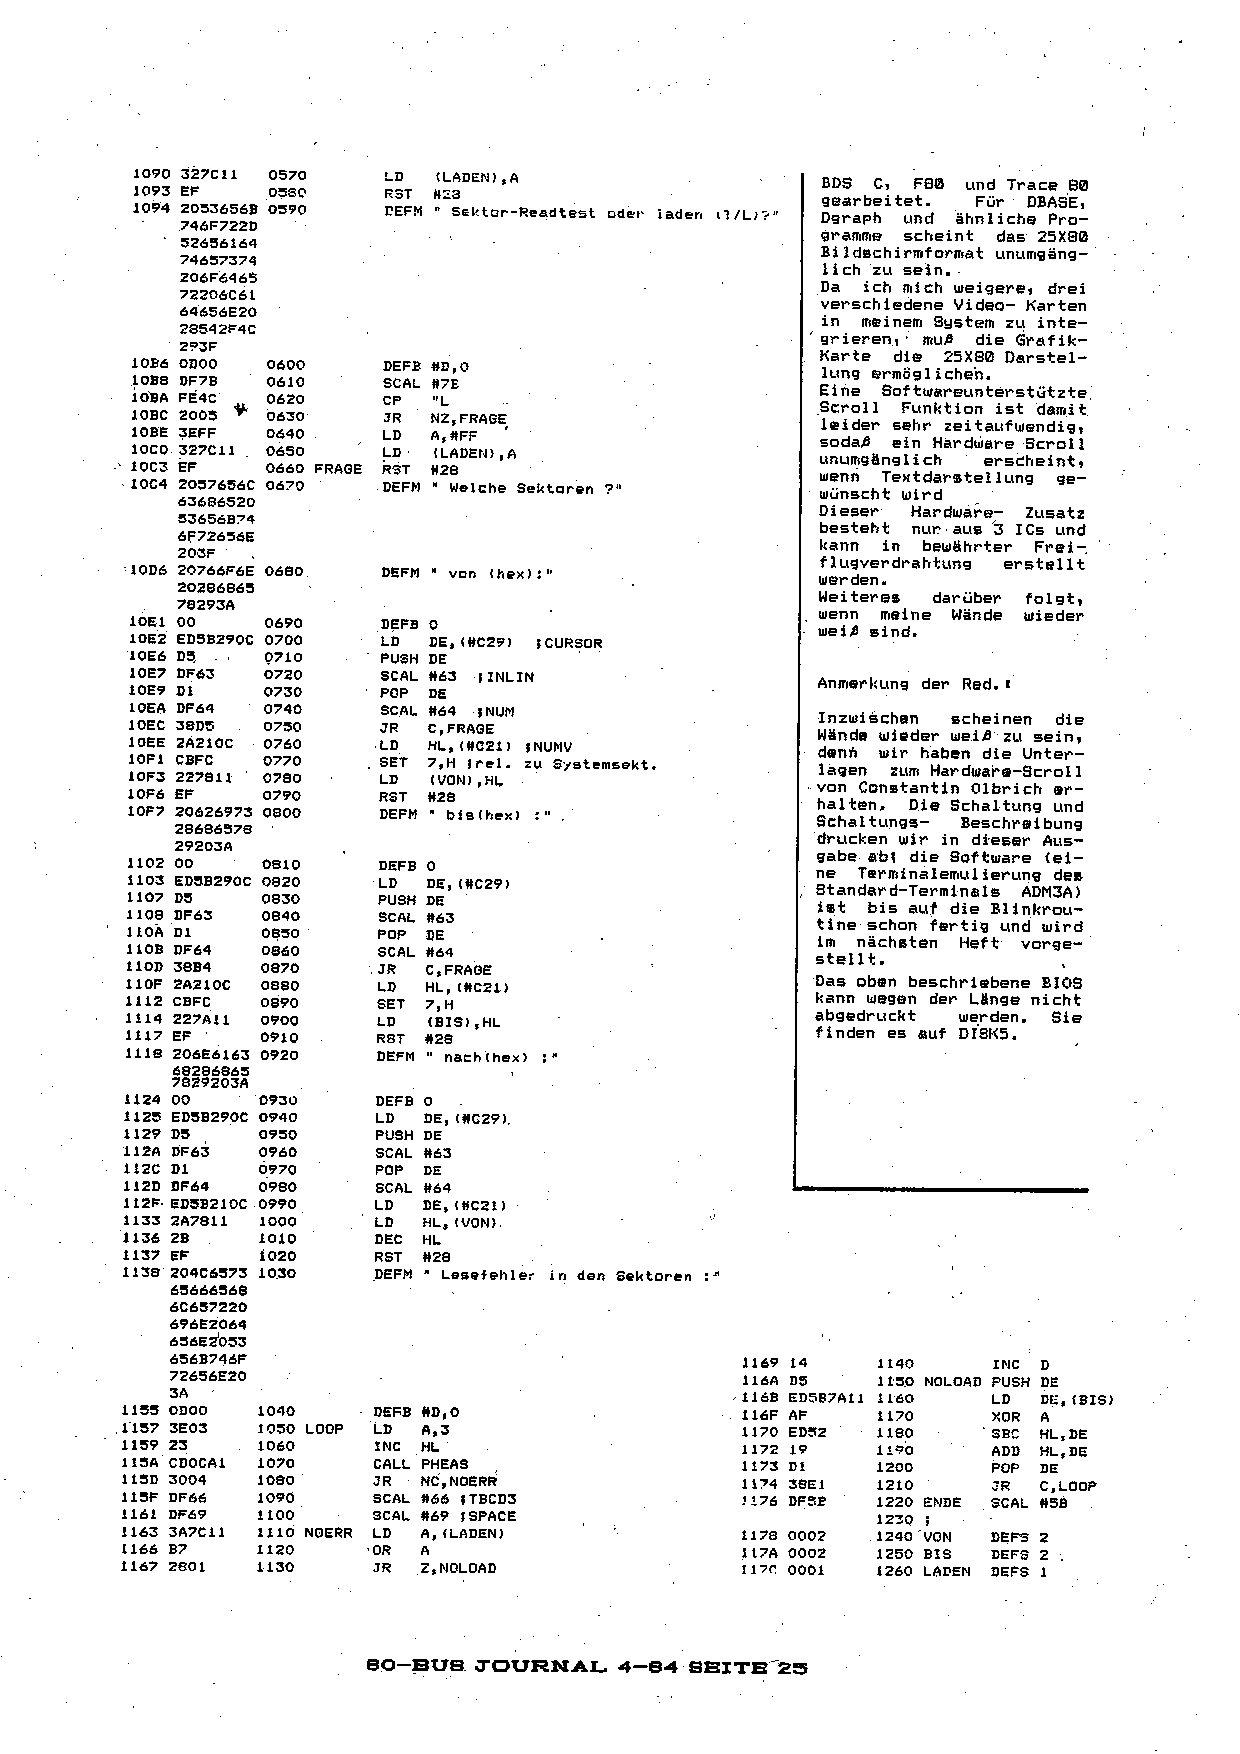 1090 327C11 0570 LD (LADEN),A
1093 EF 0580 RST #28
1094 2053656B 0590 DEFM " Sektor-Readtest oder laden (T/L)?"
746F722D
52656164
74657374
206F6465
72206C61
64656E20
28542F4C
293F
10B6 0D00 0600 DEFB #D,0
10B8 DF7B 0610 SCAL #7B
10BA FE4C 0620 CP "L
10BC 2005 0630 JR NZ,FRAGE
10BE 3EFF 0640 LD A,#FF
10C0 327C11 0650 LD (LADEN),A
10C3 EF 0660 FRAGE RST #28
10C4 2057656C 0670 DEFM " Welche Sektoren ?"
63686520
53656B74
6F72656E
203F
10D6 20766F6E 0680 DEFM " von (hex):"
20286865
78293A
10E1 00 0690 DEFB 0
10E2 ED5B290C 0700 LD DE,(#C29) ;CURSOR
10E6 D5 0710 PUSH DE
10E7 DF63 0720 SCAL #63 ;INLIN
10E9 D1 0730 POP DE
10EA DF64 0740 SCAL #64 ;NUM
10EC 38D5 0750 JR C,FRAGE
10EE 2A210C 0760 LD HL,(#C21) ;NUMV
10F1 CBFC 0770 SET 7,H ;rel. zu Systemsekt.
10F3 227811 0780 LD (VON),HL
10F6 EF 0790 RST #28
10F7 20626973 0800 DEFM " bis(hex) :"
28686578
29203A
1102 00 0810 DEFB 0
1103 ED5B290C 0820 LD DE,(#C29)
1107 D5 0830 PUSH DE
1108 DF63 0840 SCAL #63
110A D1 0850 POP DE
110B DF64 0860 SCAL #64
110D 38B4 0870 JR C,FRAGE
110F 2A210C 0880 LD HL,(#C21)
1112 CBFC 0890 SET 7,H
1114 227A11 0900 LD (BIS),HL
1117 EF 0910 RST #28
1118 206E6163 0920 DEFM " nach(hex) :"
68286865
7829203A
1124 00 0930 DEFB 0
1125 ED5B290C 0940 LD DE,(#C29)
1129 D5 0950 PUSH DE
112A DF63 0960 SCAL #63
112C D1 0970 POP DE
112D DF64 0980 SCAL #64
112F ED5B210C 0990 LD DE,(#C21)
1133 2A7811 1000 LD HL,(VON)
1136 2B 1010 DEC HL
1137 EF 1020 RST #28
1138 204C6573 1030 DEFM " Lesefehler in den Sektoren :"
65666568
6C657220
696E2064
656E2053
656B746F
72656E20
3A
1155 0D00 1040 DEFB #D,0
1157 3E03 1050 LOOP LD A,3
1159 23 1060 INC HL
115A CD0CA1 1070 CALL PHEAS
115D 3004 1080 JR NC,NOERR
115F DF66 1090 SCAL #66 ;TBCD3
1161 DF69 1100 SCAL #69 ;SPACE
1163 3A7C11 1110 NOERR LD A,(LADEN)
1166 B7 1120 OR A
1167 2801 1130 JR Z,NOLOAD
1169 14 1140 INC D
116A D5 1150 NOLOAD PUSH DE
116B ED5B7A11 1160 LD DE,(BIS)
116F AF 1170 XOR A
1170 ED52 1180 SBC HL,DE
1172 19 1190 ADD HL,DE
1173 D1 1200 POP DE
1174 38E1 1210 JR C,LOOP
1176 DF5B 1220 ENDE SCAL #5B
1230 ;
1178 0002 1240 VON DEFS 2
117A 0002 1250 BIS DEFS 2
117C 0001 1260 LADEN DEFS 1
BDS C, F80 und Trace 80
gearbeitet. Für DBASE,
Dgraph und ähnliche Pro-
gramme scheint das 25X80
Bildschirmformat unumgäng-
lich zu sein.
Da ich mich weigere, drei
verschiedene Video- Karten
in meinem System zu inte-
grieren, muß die Grafik-
Karte die 25X80 Darstel-
lung ermöglichen.
Eine Softwareunterstützte
Scroll Funktion ist damit
leider sehr zeitaufwendig,
sodaß ein Hardware Scroll
unumgänglich erscheint,
wenn Textdarstellung ge-
wünscht wird
Dieser Hardware- Zusatz
besteht nur aus 3 ICs und
kann in bewährter Frei-
flugverdrahtung erstellt
werden.
Weiteres darüber folgt,
wenn meine Wände wieder
weiß sind.
Anmerkung der Red.:
Inzwischen scheinen die
Wände wieder weiß zu sein,
denn wir haben die Unter-
lagen zum Hardware-Scroll
von Constantin Olbrich er-
halten. Die Schaltung und
Schaltungs- Beschreibung
drucken wir in dieser Aus-
gabe ab; die Software (ei-
ne Terminalemulierung des
Standard-Terminals ADM3A)
ist bis auf die Blinkrou-
tine schon fertig und wird
im nächsten Heft vorge-
stellt.
Das oben beschriebene BIOS
kann wegen der Länge nicht
abgedruckt werden. Sie
finden es auf DISK5.
80-BUS JOURNAL 4-84 SEITE 25